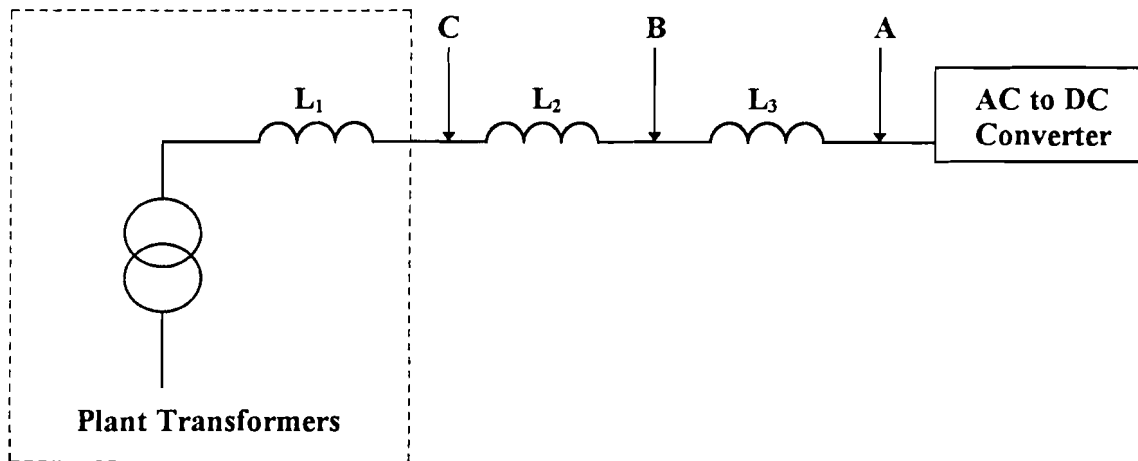 C
B
A
L₁
L₂
L₃
AC to DC
Converter
Plant Transformers